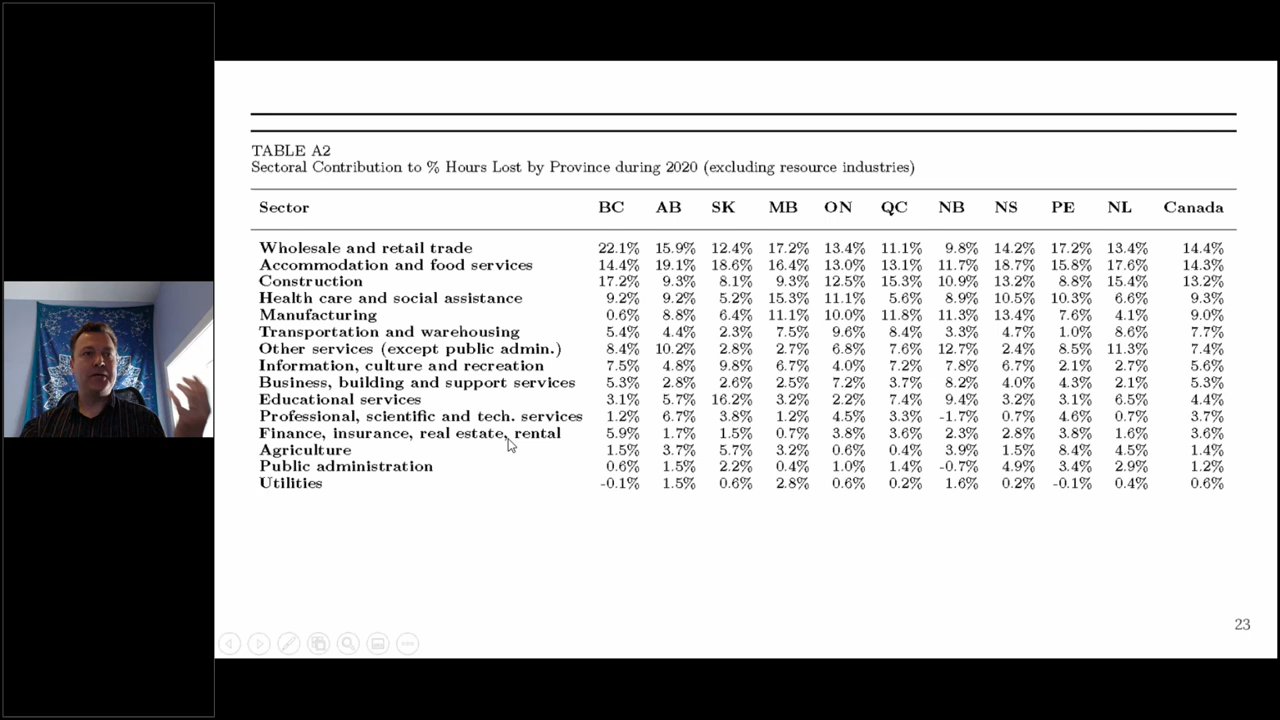 TABLE A2
Sectoral Contribution to % Hours Lost by Province during 2020 (excluding resource industries)
Sector BC AB SK MB ON QC NB NS PE NL Canada
Wholesale and retail trade 22.1% 15.9% 12.4% 17.2% 13.4% 11.1% 9.8% 14.2% 17.2% 13.4% 14.4%
Accommodation and food services 14.4% 19.1% 18.6% 16.4% 13.0% 13.1% 11.7% 18.7% 15.8% 17.6% 14.3%
Construction 17.2% 9.3% 8.1% 9.3% 12.5% 15.3% 10.9% 13.2% 8.8% 15.4% 13.2%
Health care and social assistance 9.2% 9.2% 5.2% 15.3% 11.1% 5.6% 8.9% 10.5% 10.3% 6.6% 9.3%
Manufacturing 0.6% 8.8% 6.4% 11.1% 10.0% 11.8% 11.3% 13.4% 7.6% 4.1% 9.0%
Transportation and warehousing 5.4% 4.4% 2.3% 7.5% 9.6% 8.4% 3.3% 4.7% 1.0% 8.6% 7.7%
Other services (except public admin.) 8.4% 10.2% 2.8% 2.7% 6.8% 7.6% 12.7% 2.4% 8.5% 11.3% 7.4%
Information, culture and recreation 7.5% 4.8% 9.8% 6.7% 4.0% 7.2% 7.8% 6.7% 2.1% 2.7% 5.6%
Business, building and support services 5.3% 2.8% 2.6% 2.5% 7.2% 3.7% 8.2% 4.0% 4.3% 2.1% 5.3%
Educational services 3.1% 5.7% 16.2% 3.2% 2.2% 7.4% 9.4% 3.2% 3.1% 6.5% 4.4%
Professional, scientific and tech. services 1.2% 6.7% 3.8% 1.2% 4.5% 3.3% -1.7% 0.7% 4.6% 0.7% 3.7%
Finance, insurance, real estate, rental 5.9% 1.7% 1.5% 0.7% 3.8% 3.6% 2.3% 2.8% 3.8% 1.6% 3.6%
Agriculture 1.5% 3.7% 5.7% 3.2% 0.6% 0.4% 3.9% 1.5% 8.4% 4.5% 1.4%
Public administration 0.6% 1.5% 2.2% 0.4% 1.0% 1.4% -0.7% 4.9% 3.4% 2.9% 1.2%
Utilities -0.1% 1.5% 0.6% 2.8% 0.6% 0.2% 1.6% 0.2% -0.1% 0.4% 0.6%
23